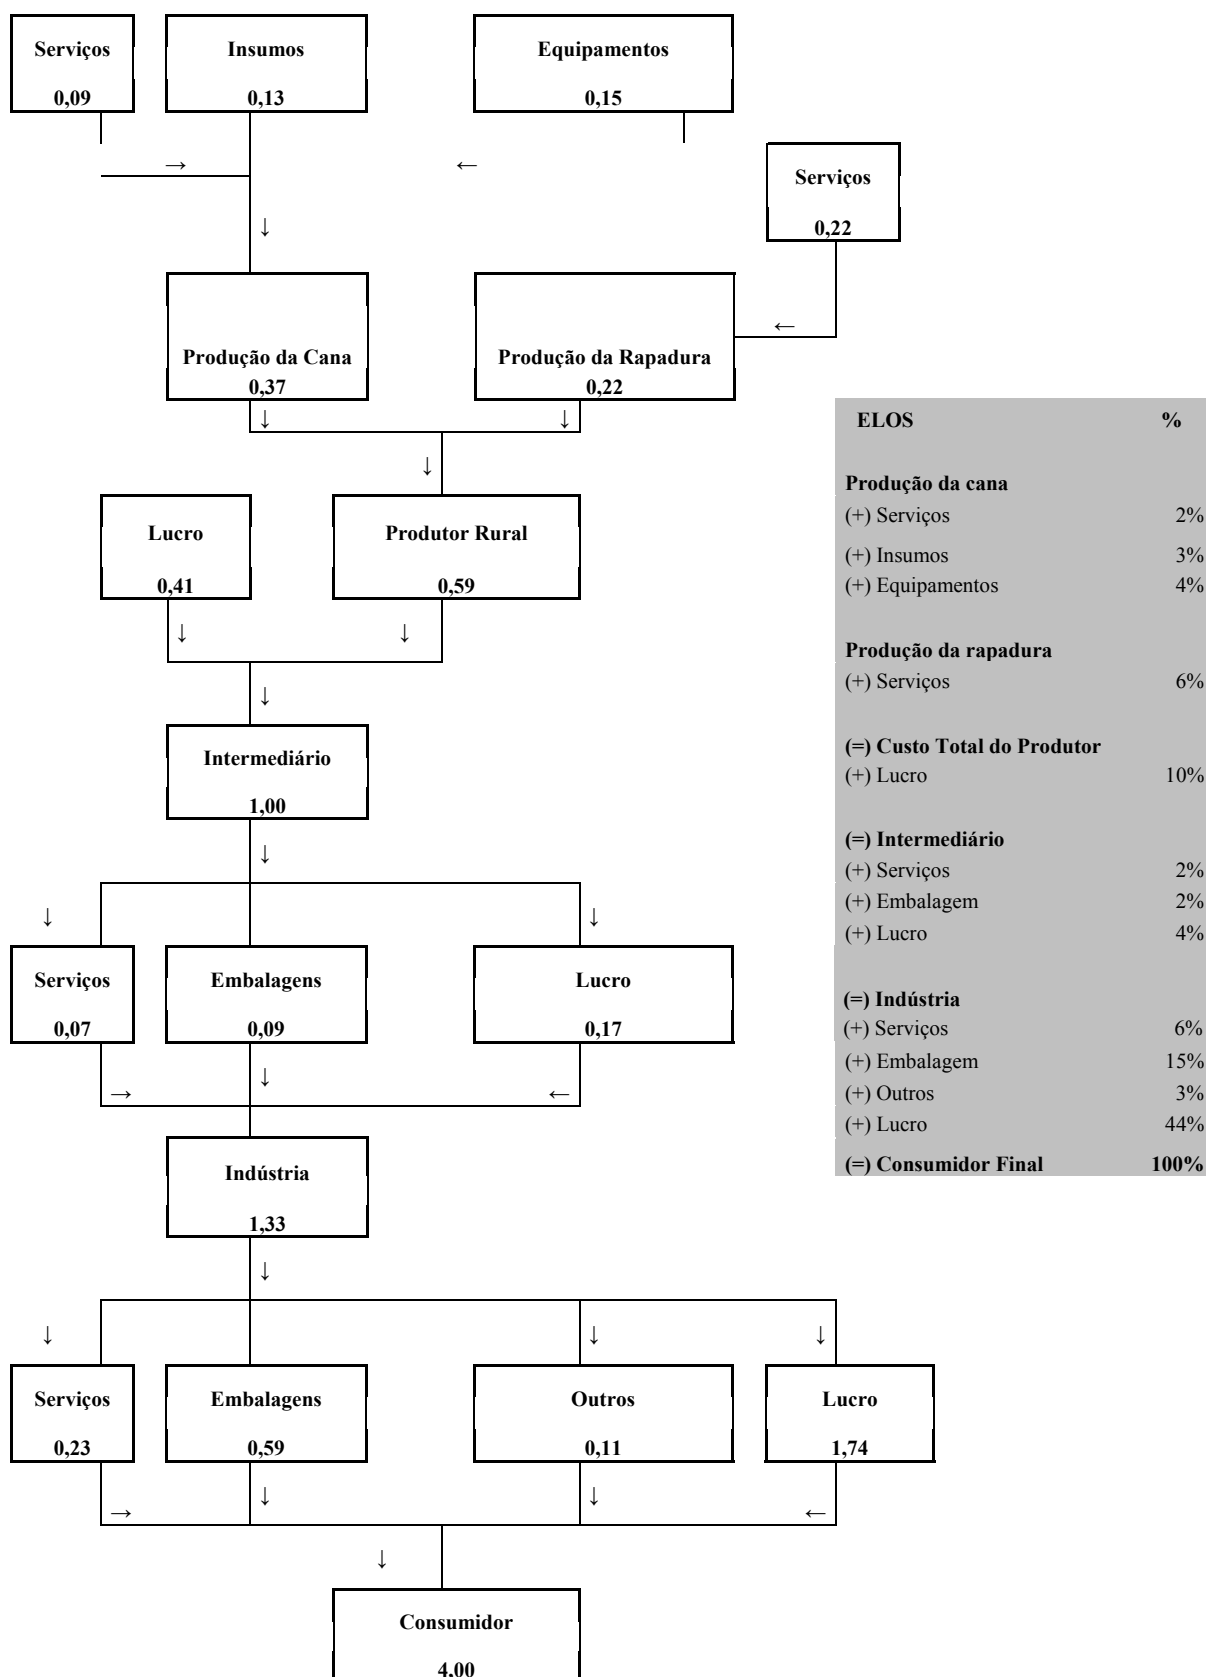 Serviços
0,09
Insumos
0,13
Equipamentos
0,15
→
←
Serviços
0,22
↓
←
Produção da Cana
0,37
Produção da Rapadura
0,22
↓
↓
↓
Lucro
0,41
Produtor Rural
0,59
↓
↓
↓
Intermediário
1,00
↓
↓
↓
Serviços
0,07
Embalagens
0,09
Lucro
0,17
→
↓
←
Indústria
1,33
↓
↓
↓
↓
Serviços
0,23
Embalagens
0,59
Outros
0,11
Lucro
1,74
→
↓
↓
←
↓
Consumidor
4,00
ELOS %
Produção da cana
(+) Serviços 2%
(+) Insumos 3%
(+) Equipamentos 4%
Produção da rapadura
(+) Serviços 6%
(=) Custo Total do Produtor
(+) Lucro 10%
(=) Intermediário
(+) Serviços 2%
(+) Embalagem 2%
(+) Lucro 4%
(=) Indústria
(+) Serviços 6%
(+) Embalagem 15%
(+) Outros 3%
(+) Lucro 44%
(=) Consumidor Final 100%